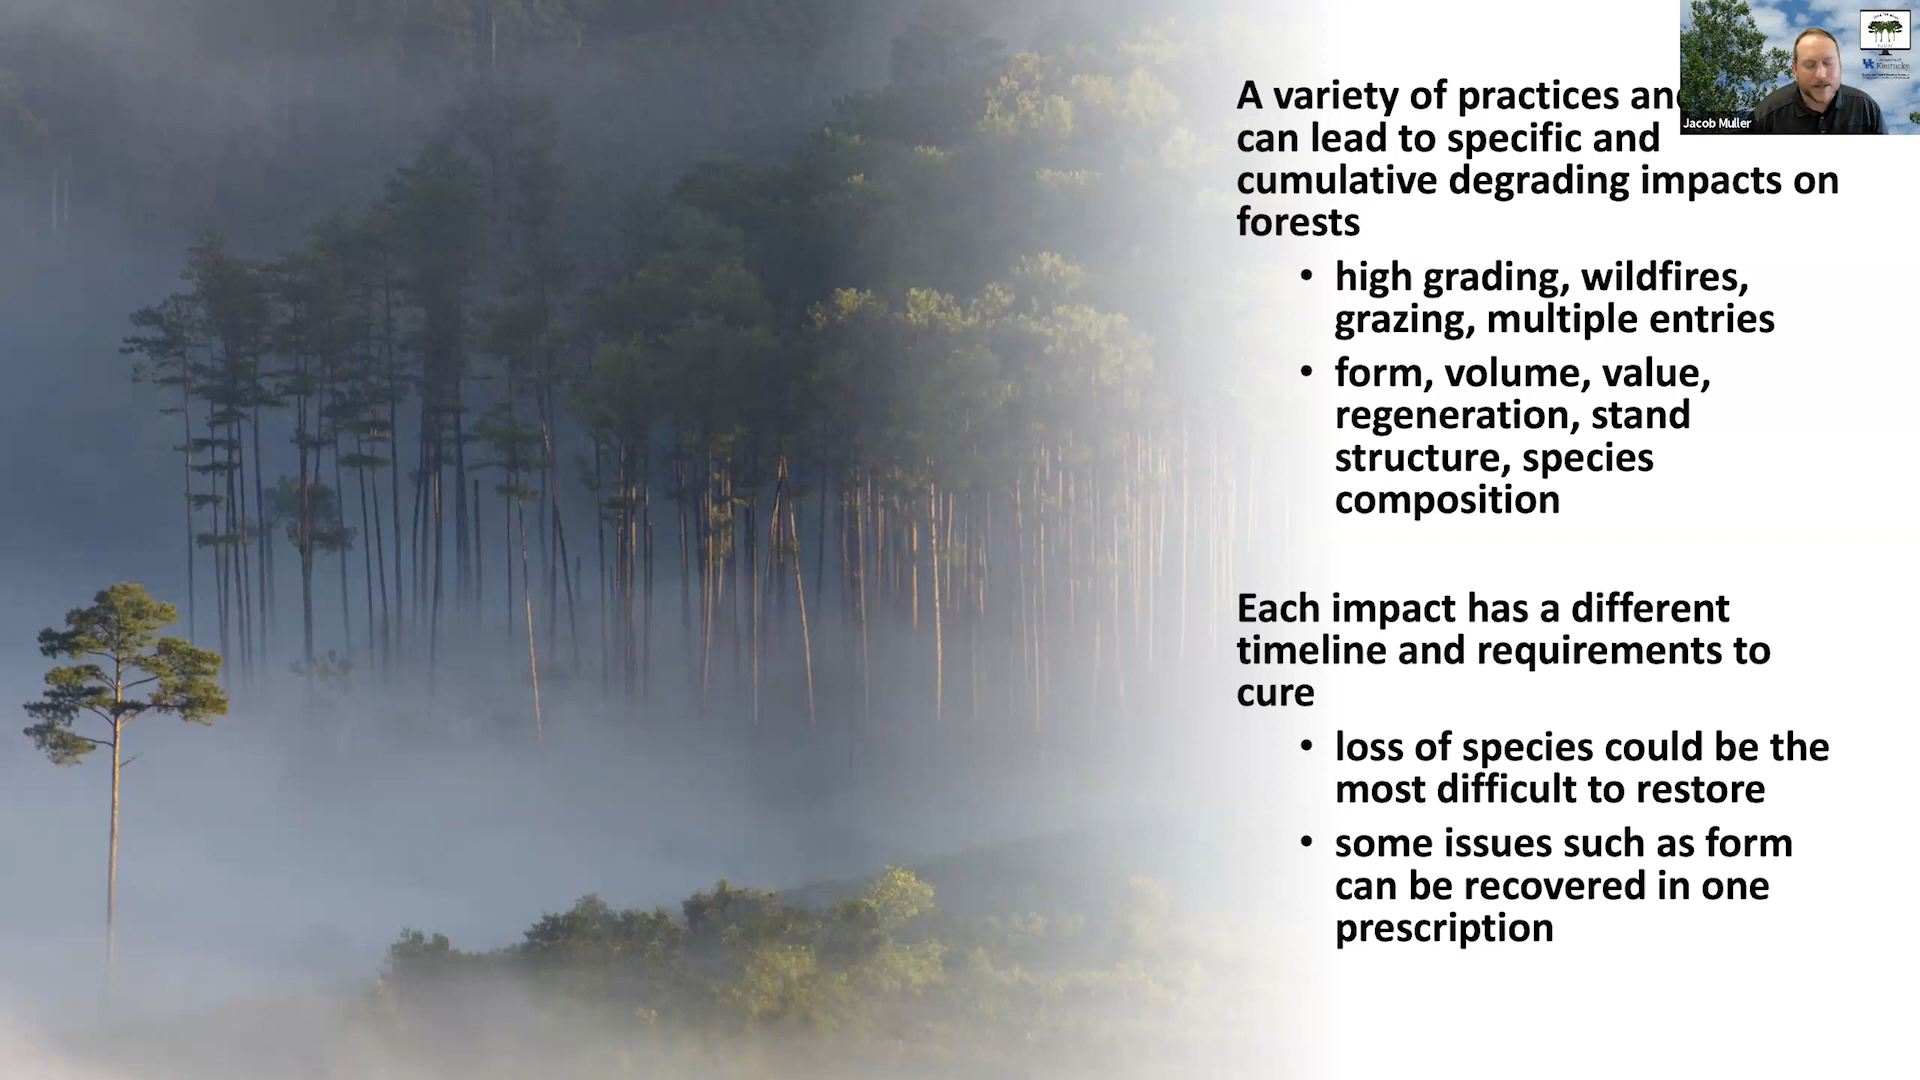 A variety of practices and
can lead to specific and
cumulative degrading impacts on
forests
• high grading, wildfires,
grazing, multiple entries
• form, volume, value,
regeneration, stand
structure, species
composition
Each impact has a different
timeline and requirements to
cure
• loss of species could be the
most difficult to restore
• some issues such as form
can be recovered in one
prescription
Jacob Muller
Kentucky